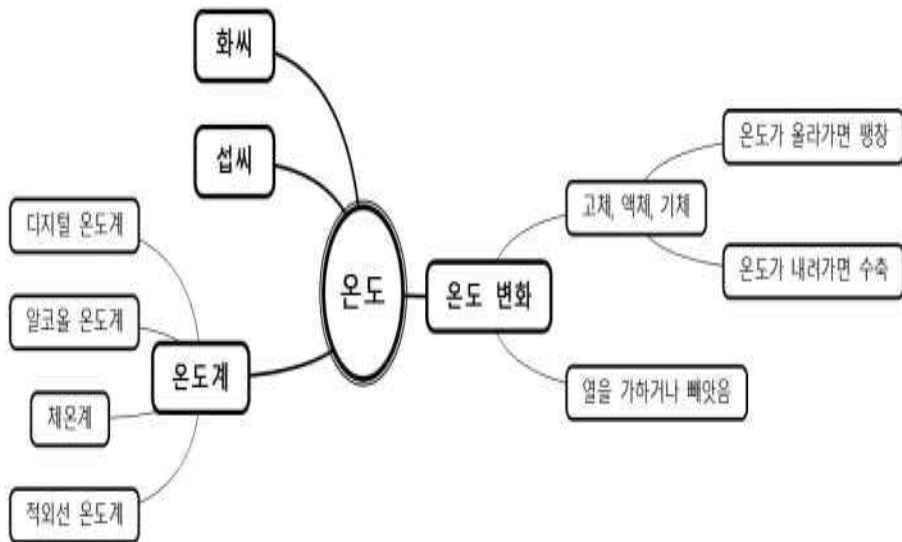 화씨
섭씨
디지털 온도계
알코올 온도계
체온계
적외선 온도계
온도계
온도
온도 변화
고체, 액체, 기체
온도가 올라가면 팽창
온도가 내려가면 수축
열을 가하거나 빼앗음